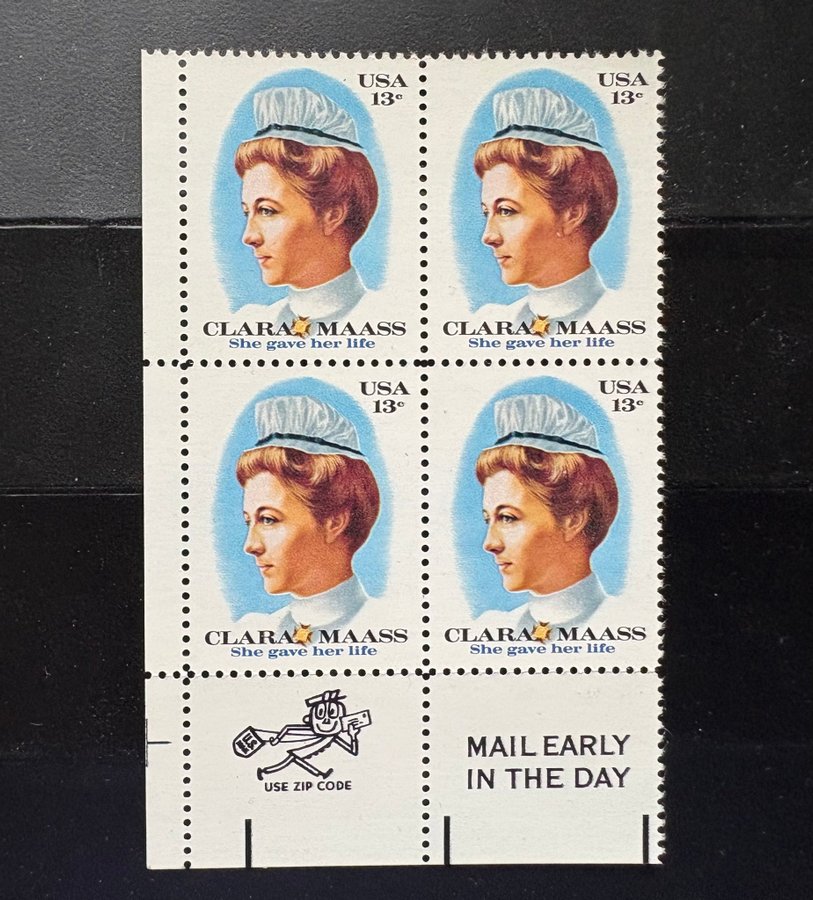 USA
13c
CLARA MAASS
She gave her life
USA
13c
CLARA MAASS
She gave her life
USA
13c
CLARA MAASS
She gave her life
USA
13c
CLARA MAASS
She gave her life
USE ZIP CODE
MAIL EARLY
IN THE DAY